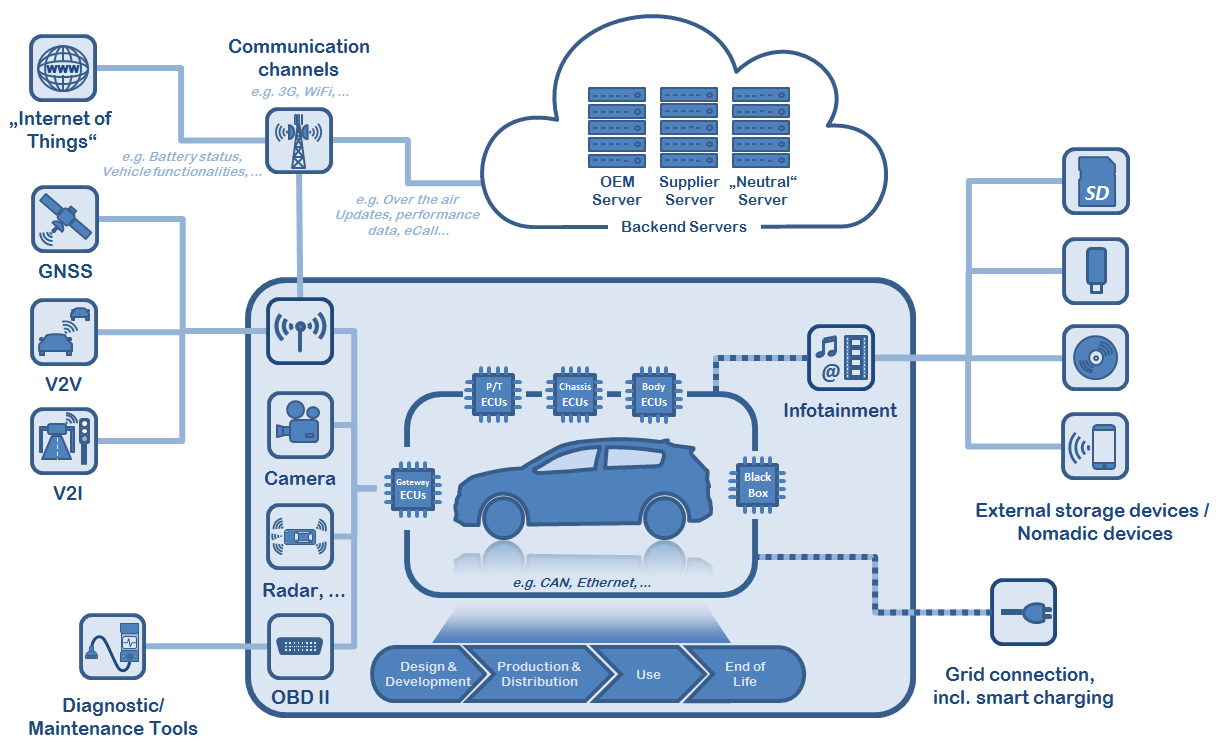 WWW
„Internet of
Things“
Communication
channels
e.g. 3G, WiFi, ...
e.g. Battery status,
Vehicle functionalities, ...
e.g. Over the air
Updates, performance
data, eCall...
OEM
Server
Supplier
Server
„Neutral“
Server
Backend Servers
GNSS
V2V
V2I
Camera
Radar, ...
OBD II
Diagnostic/
Maintenance Tools
P/T
ECUs
Chassis
ECUs
Body
ECUs
Gateway
ECUs
Black
Box
e.g. CAN, Ethernet, ...
Design &
Development
Production &
Distribution
Use
End of
Life
@
Infotainment
SD
External storage devices /
Nomadic devices
Grid connection,
incl. smart charging